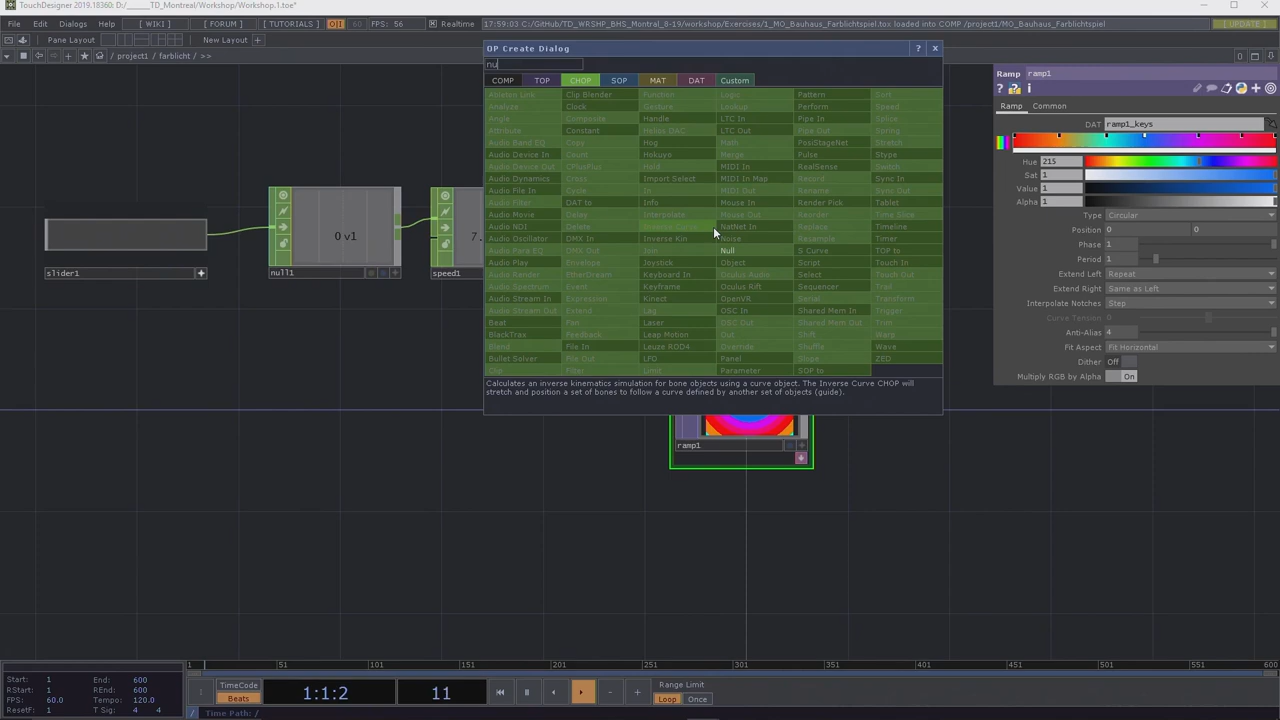 TouchDesigner 2019.18360: D:/______TD_Montreal/Workshop/Workshop.1.toe*
File Edit Dialogs Help [ WIKI ] [ FORUM ] [ TUTORIALS ] O|I FPS: 56 Realtime 17:59:03 C:/GitHub/TD_WRSHP_BHS_Montral_8-19/workshop/Exercises/1_MO_Bauhaus_Farblichtspiel.tox loaded into COMP /project1/MO_Bauhaus_Farblichtspiel [ UPDATE ]
Pane Layout New Layout +
/ project1 / farblicht /
OP Create Dialog ? ×
nu
COMP TOP CHOP SOP MAT DAT Custom
Ableton Link Clip Blender Function Logic Pattern Sort
Analyze Clock Gesture Lookup Perform Speed
Angle Composite Handle LTC In Pipe In Splice
Attribute Constant Helios DAC LTC Out Pipe Out Spring
Audio Band EQ Copy Hog Math PosiStageNet Stretch
Audio Device In Count Hokuyo Merge Pulse Stype
Audio Device Out CPlusPlus Hold MIDI In RealSense Switch
Audio Dynamics Cross Import Select MIDI In Map Record Sync In
Audio File In Cycle In MIDI Out Rename Sync Out
Audio Filter DAT to Info Mouse In Render Pick Tablet
Audio Movie Delay Interpolate Mouse Out Reorder Time Slice
Audio NDI Delete Inverse Curve NatNet In Replace Timeline
Audio Oscillator DMX In Inverse Kin Noise Resample Timer
Audio Para EQ DMX Out Join Null S Curve TOP to
Audio Play Envelope Joystick Object Script Touch In
Audio Render EtherDream Keyboard In Oculus Audio Select Touch Out
Audio Spectrum Event Keyframe Oculus Rift Sequencer Trail
Audio Stream In Expression Kinect OpenVR Serial Transform
Audio Stream Out Extend Lag OSC In Shared Mem In Trigger
Beat Fan Laser OSC Out Shared Mem Out Trim
BlackTrax Feedback Leap Motion Out Shift Warp
Blend File In Leuze ROD4 Override Shuffle Wave
Bullet Solver File Out LFO Panel Slope ZED
Clip Filter Limit Parameter SOP to
Calculates an inverse kinematics simulation for bone objects using a curve object. The Inverse Curve CHOP will
stretch and position a set of bones to follow a curve defined by another set of objects (guide).
slider1
0 v1
null1
7.
speed1
ramp1
Ramp ramp1
? i
Ramp Common
DAT ramp1_keys
Hue 215
Sat 1
Value 1
Alpha 1
Type Circular
Position 0 0
Phase 1
Period 1
Extend Left Repeat
Extend Right Same as Left
Interpolate Notches Step
Curve Tension 0
Anti-Alias 4
Fit Aspect Fit Horizontal
Dither Off
Multiply RGB by Alpha On
1 51 101 151 201 251 301 351 401 451 501 551 600
Start: 1 End: 600
RStart: 1 REnd: 600
FPS: 60.0 Tempo: 120.0
ResetF: 1 T Sig: 4 4
TimeCode
Beats
1:1:2
11
Range Limit
Loop Once
/ Time Path: /